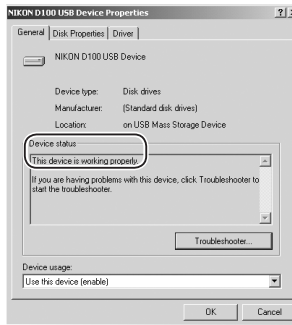 NIKON D100 USB Device Properties
General Disk Properties Driver
NIKON D100 USB Device
Device type: Disk drives
Manufacturer: (Standard disk drives)
Location: on USB Mass Storage Device
Device status
This device is working properly.
If you are having problems with this device, click Troubleshooter to
start the troubleshooter.
Troubleshooter...
Device usage:
Use this device (enable)
OK Cancel